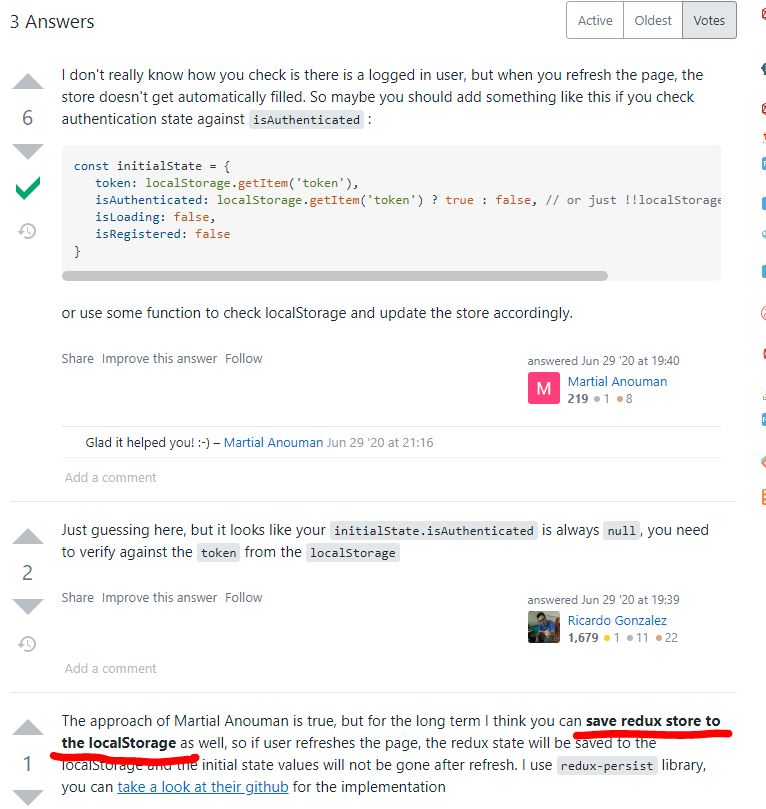 3 Answers
Active Oldest Votes
I don't really know how you check is there is a logged in user, but when you refresh the page, the
store doesn't get automatically filled. So maybe you should add something like this if you check
authentication state against isAuthenticated :
6
const initialState = {
token: localStorage.getItem('token'),
isAuthenticated: localStorage.getItem('token') ? true : false, // or just !!localStorage
isLoading: false,
isRegistered: false
}
or use some function to check localStorage and update the store accordingly.
Share Improve this answer Follow
answered Jun 29 '20 at 19:40
M
Martial Anouman
219 1 8
Glad it helped you! :-) – Martial Anouman Jun 29 '20 at 21:16
Add a comment
Just guessing here, but it looks like your initialState.isAuthenticated is always null, you need
to verify against the token from the localStorage
2
Share Improve this answer Follow
answered Jun 29 '20 at 19:39
Ricardo Gonzalez
1,679 1 11 22
Add a comment
The approach of Martial Anouman is true, but for the long term I think you can save redux store to
the localStorage as well, so if user refreshes the page, the redux state will be saved to the
1
localStorage and the initial state values will not be gone after refresh. I use redux-persist library,
you can take a look at their github for the implementation